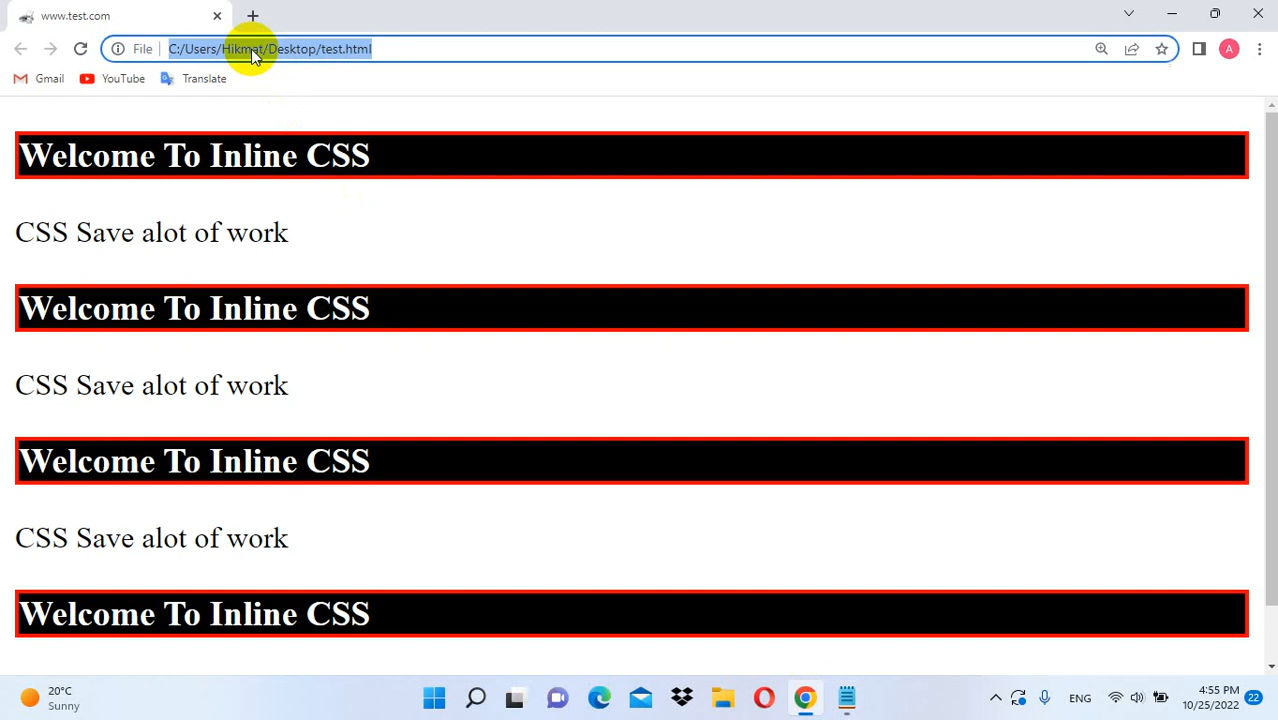 www.test.com
File C:/Users/Hikmat/Desktop/test.html
A
Gmail YouTube Translate
Welcome To Inline CSS
CSS Save alot of work
Welcome To Inline CSS
CSS Save alot of work
Welcome To Inline CSS
CSS Save alot of work
Welcome To Inline CSS
20°C
Sunny
ENG
4:55 PM
10/25/2022
22